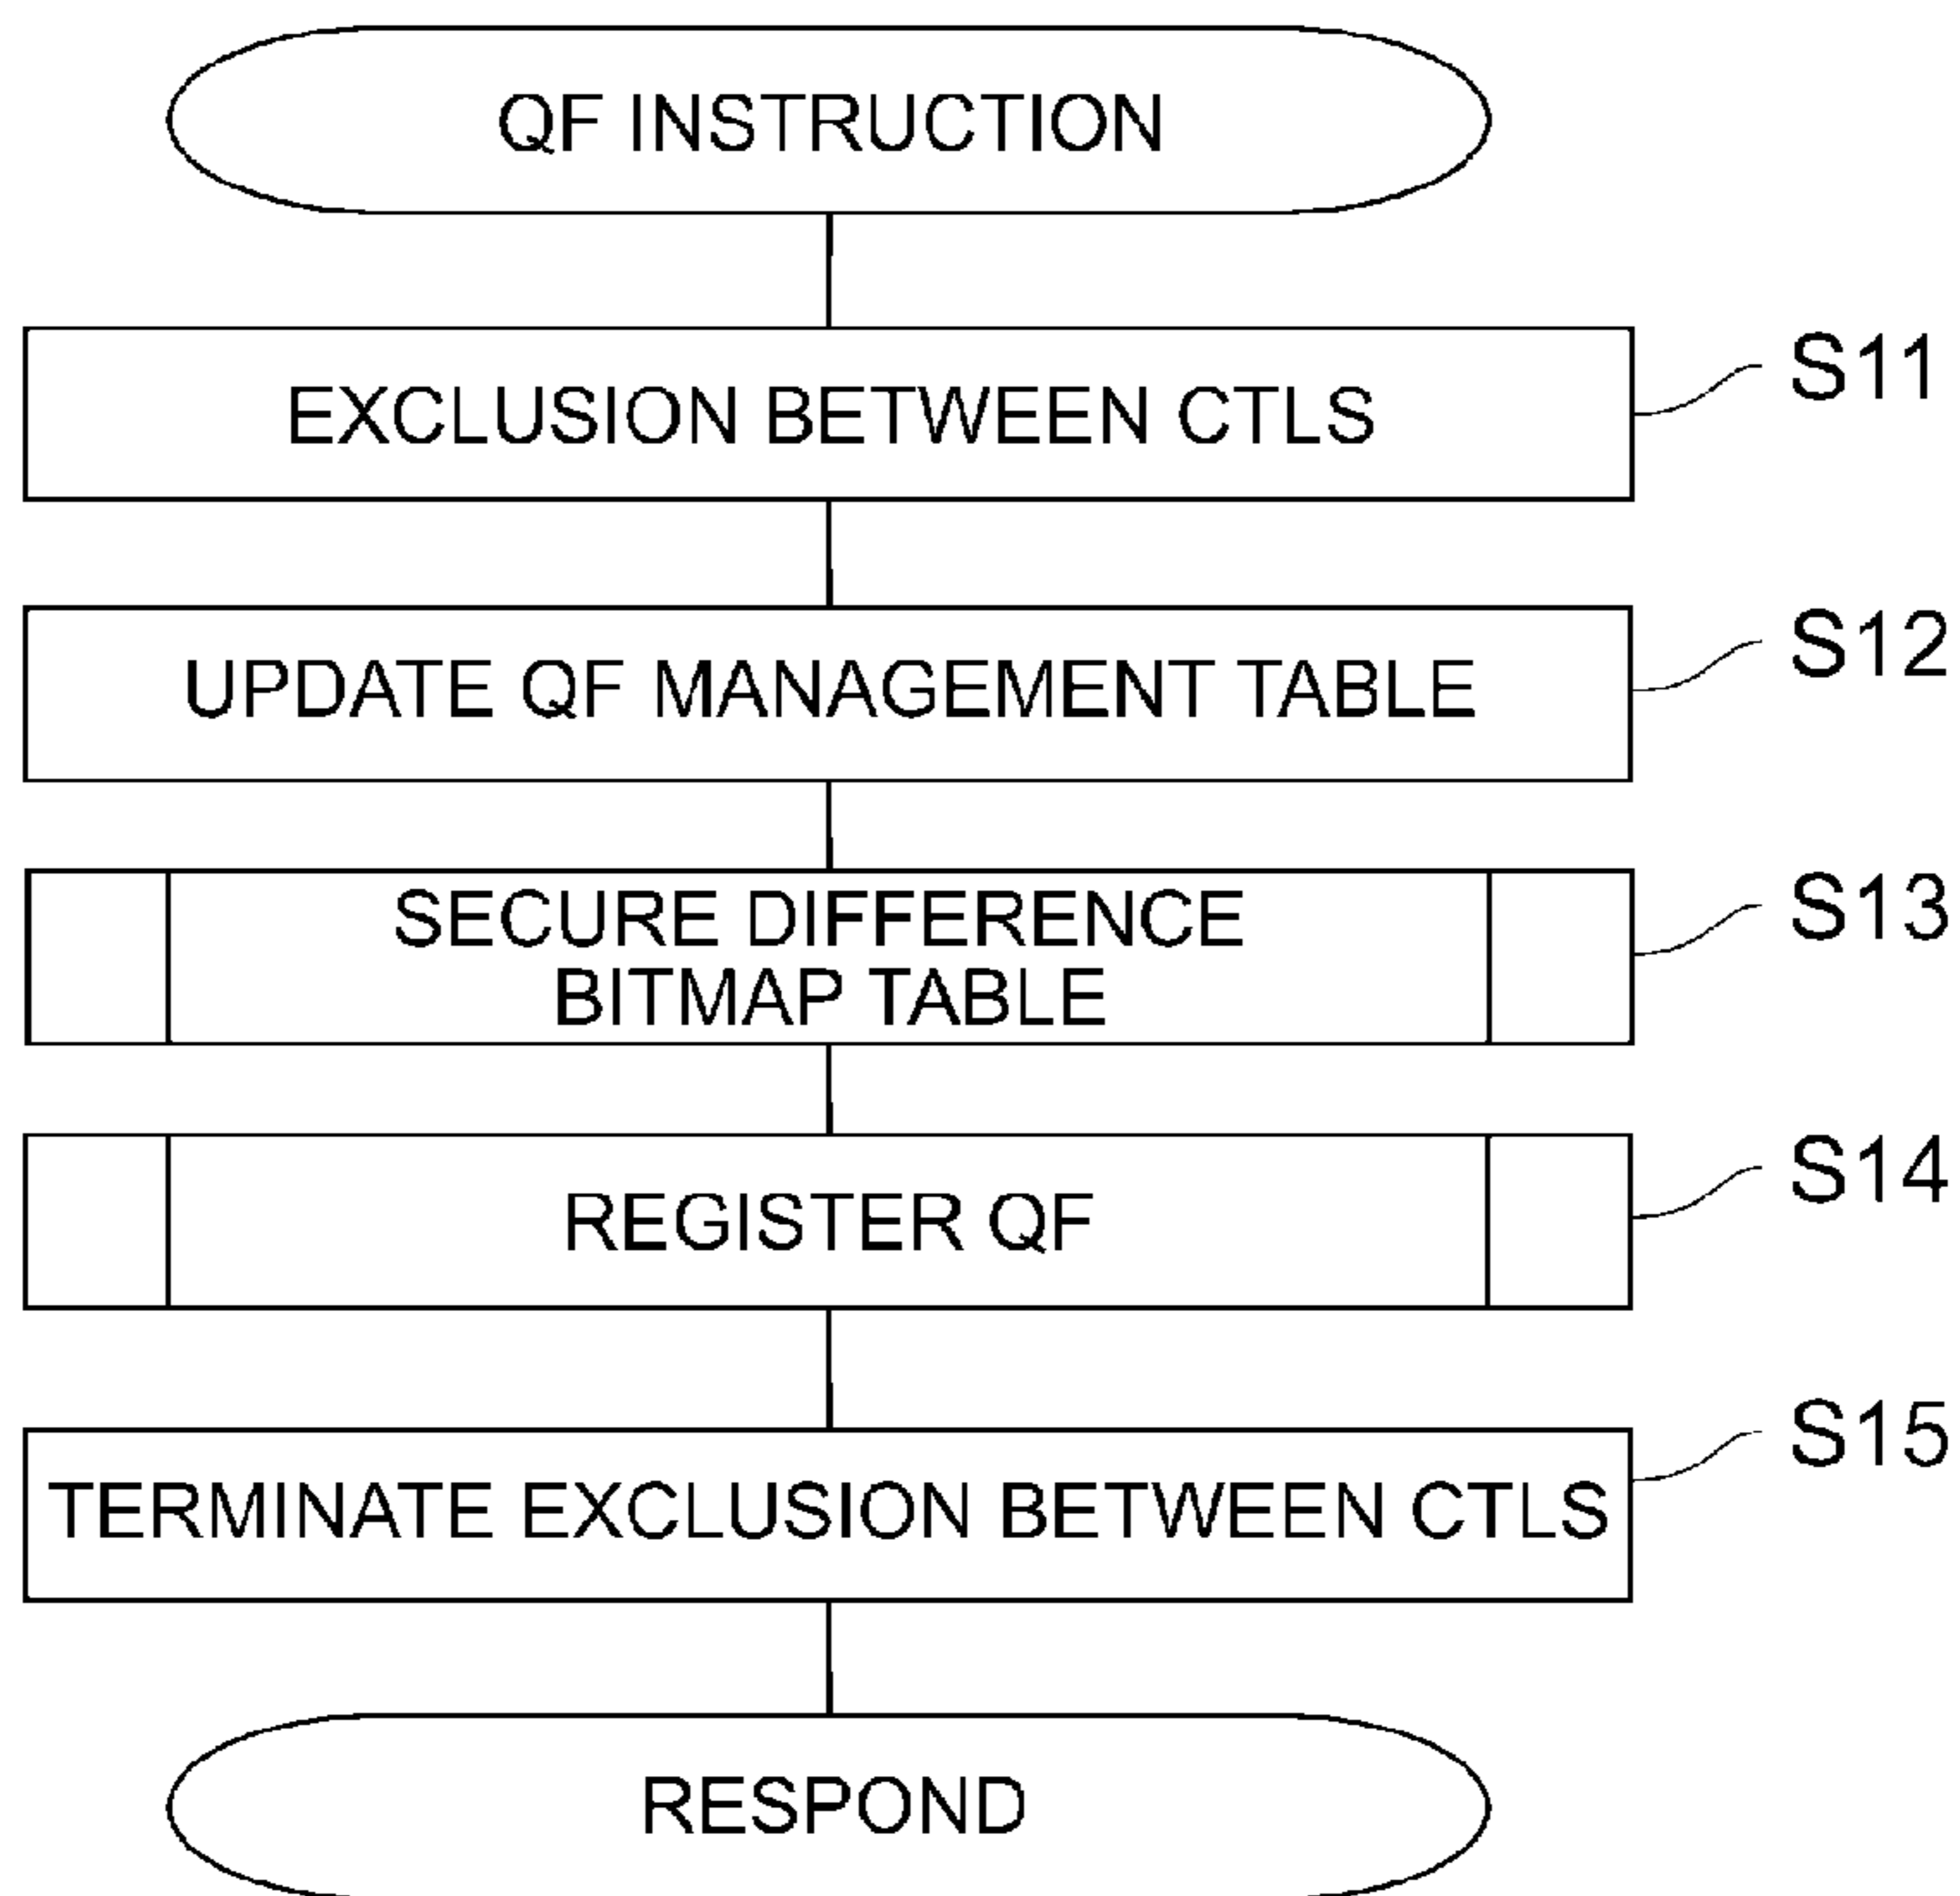 QF INSTRUCTION
EXCLUSION BETWEEN CTLS
S11
UPDATE QF MANAGEMENT TABLE
S12
SECURE DIFFERENCE
BITMAP TABLE
S13
REGISTER QF
S14
TERMINATE EXCLUSION BETWEEN CTLS
S15
RESPOND